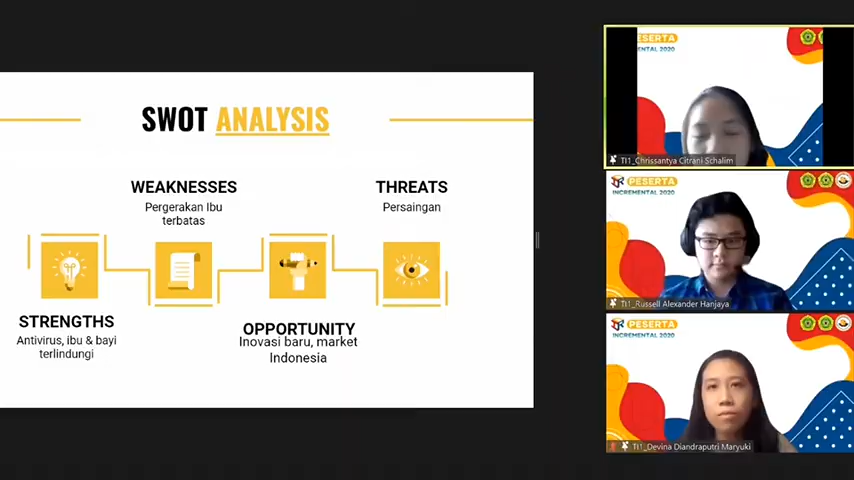 SWOT ANALYSIS
WEAKNESSES
Pergerakan Ibu
terbatas
THREATS
Persaingan
STRENGTHS
Antivirus, ibu & bayi
terlindungi
OPPORTUNITY
Inovasi baru, market
Indonesia
PESERTA
MENTAL 2020
TI1_Chrissantya Citrani Schalim
PESERTA
INCREMENTAL 2020
TI1_Russell Alexander Hanjaya
PESERTA
INCREMENTAL 2020
TI1_Devina Diandraputri Maryuki